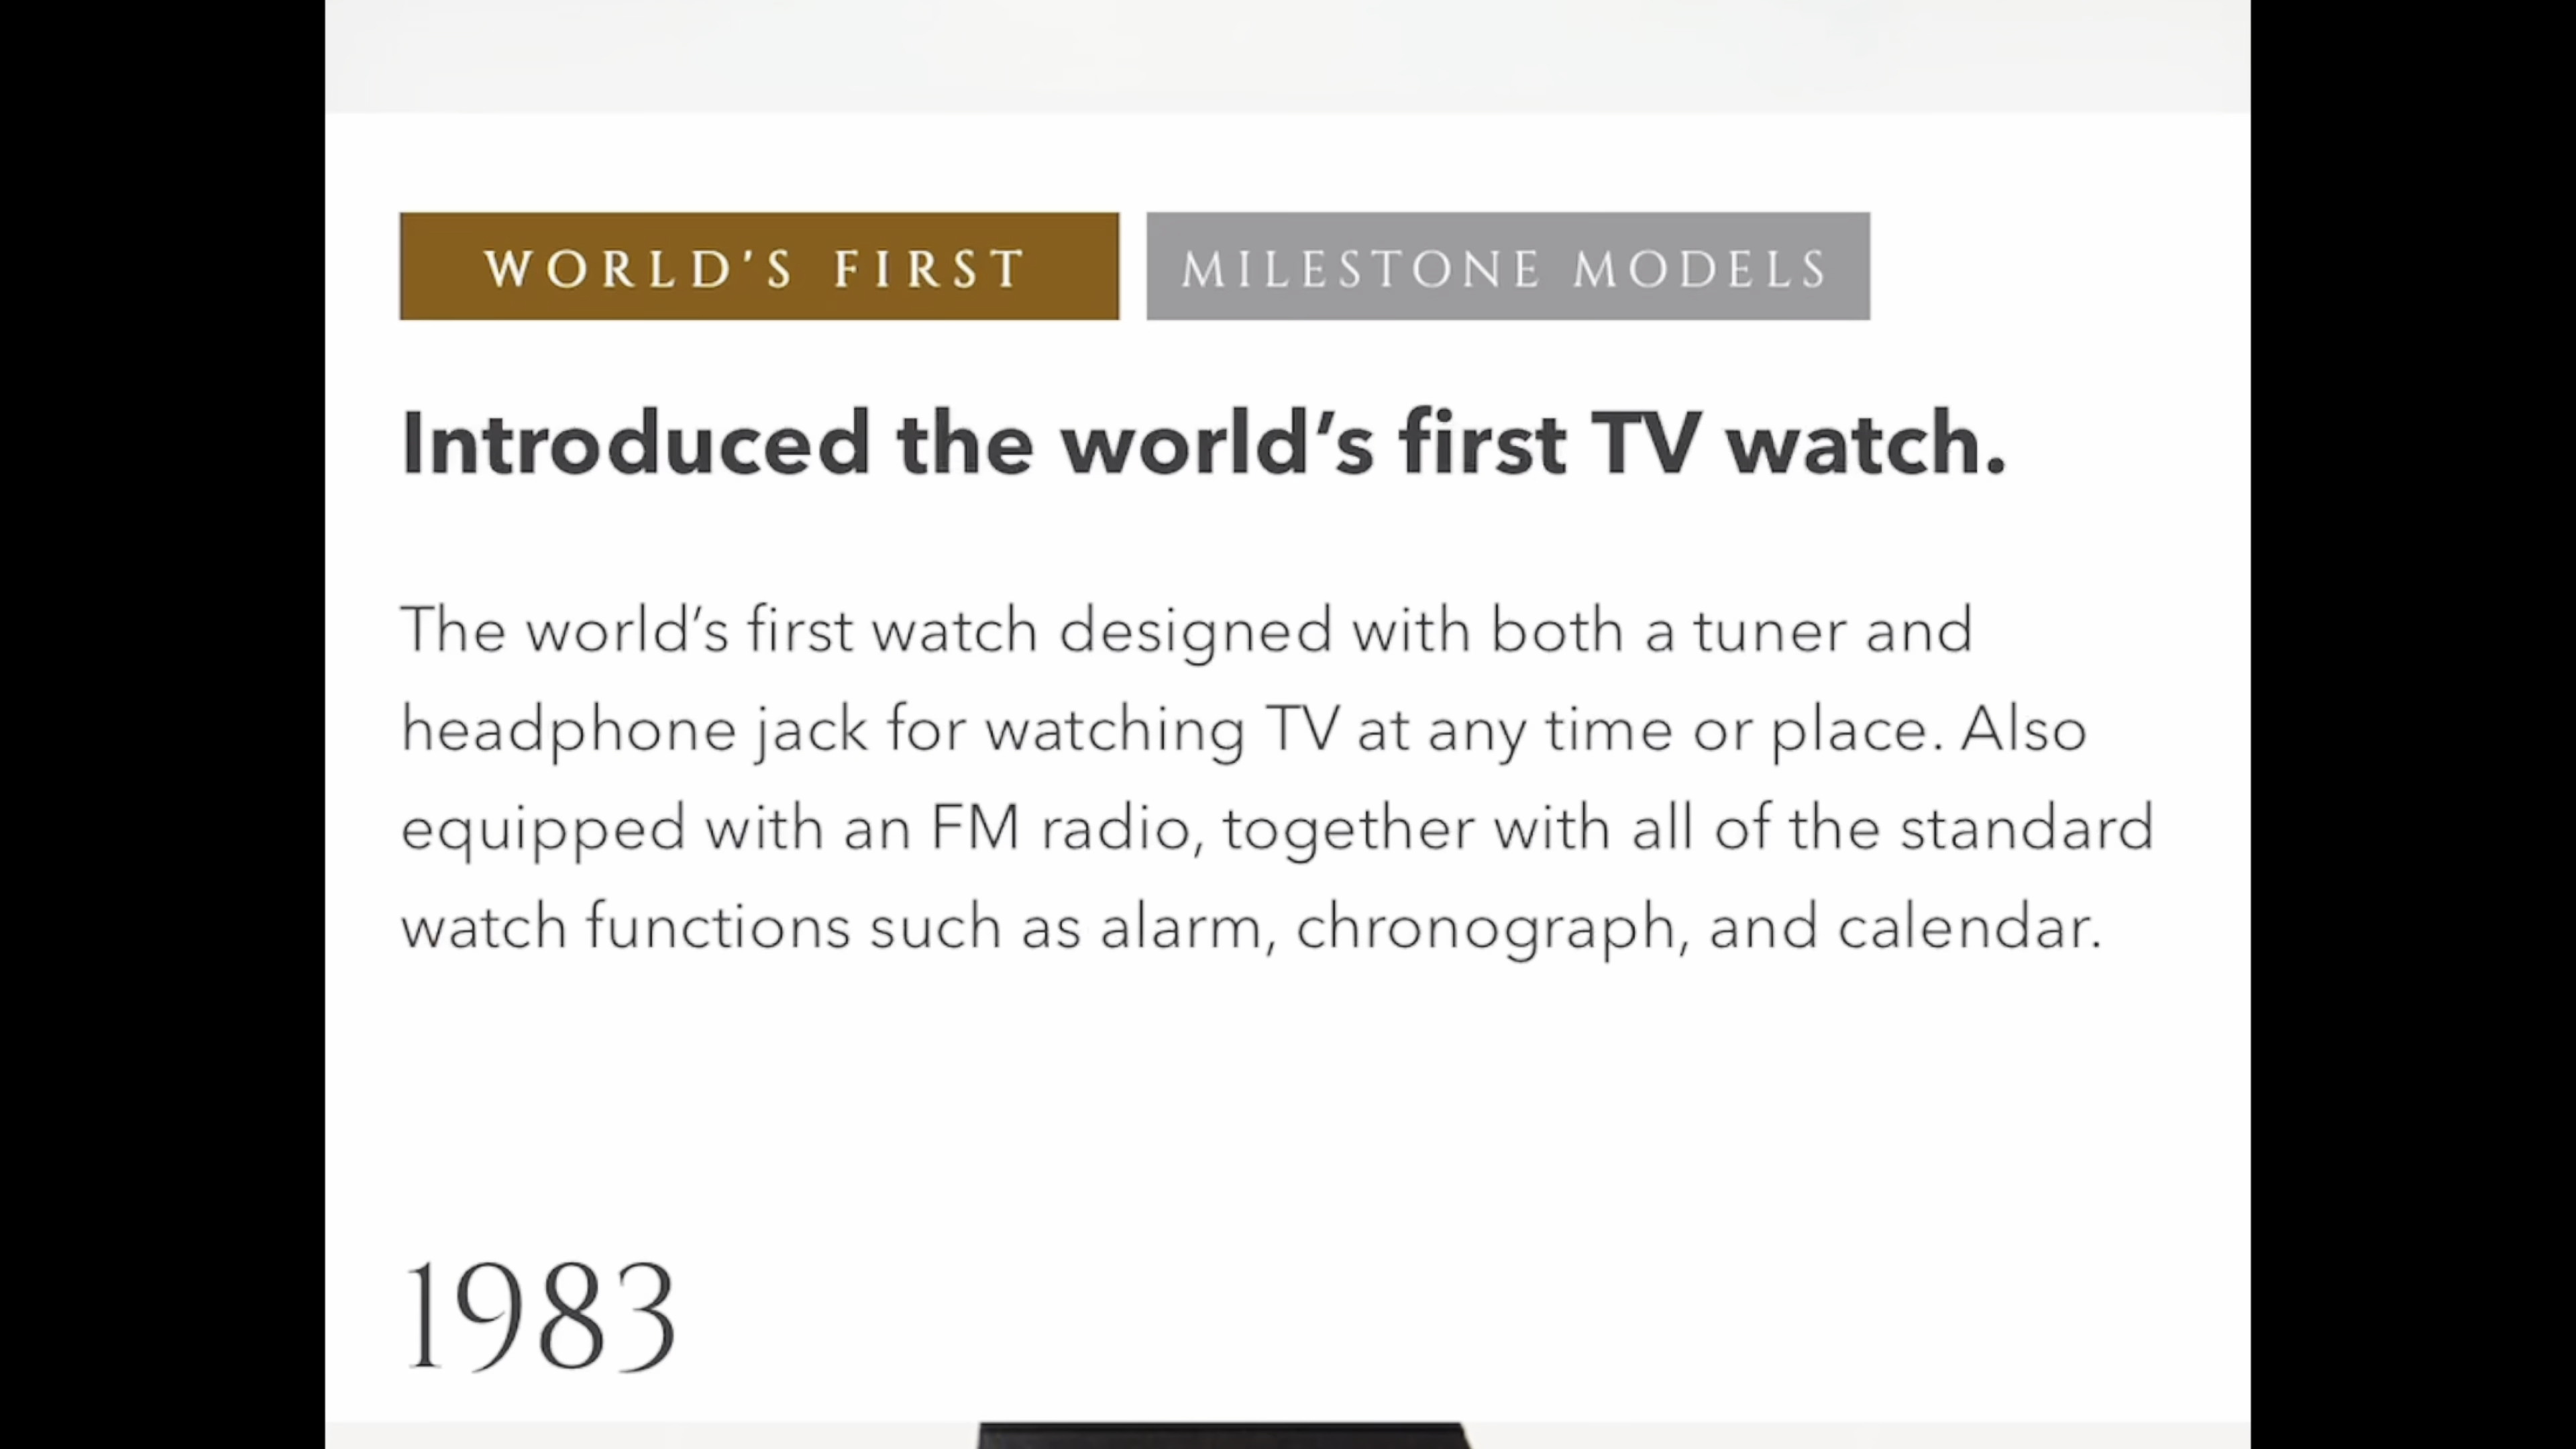 WORLD'S FIRST
MILESTONE MODELS
Introduced the world’s first TV watch.
The world’s first watch designed with both a tuner and
headphone jack for watching TV at any time or place. Also
equipped with an FM radio, together with all of the standard
watch functions such as alarm, chronograph, and calendar.
1983